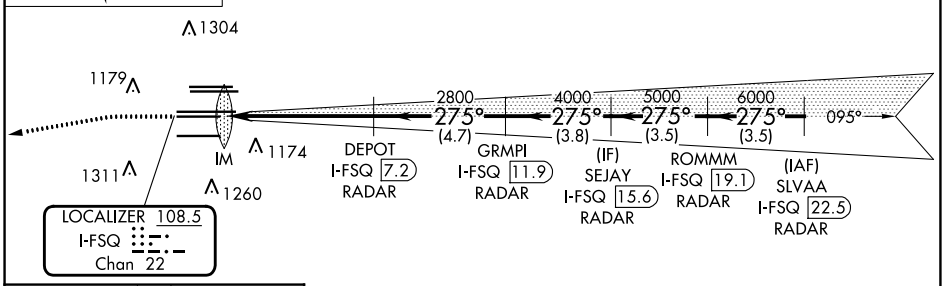 1304
1179
2800
4000
5000
6000
275°
275°
275°
275°
095°
(4.7)
(3.8)
(3.5)
(3.5)
1174
IM
1311
1260
DEPOT
I-FSQ 7.2
RADAR
GRMPI
I-FSQ 11.9
RADAR
(IF)
SEJAY
I-FSQ 15.6
RADAR
ROMMM
I-FSQ 19.1
RADAR
(IAF)
SLVAA
I-FSQ 22.5
RADAR
LOCALIZER 108.5
I-FSQ
Chan 22